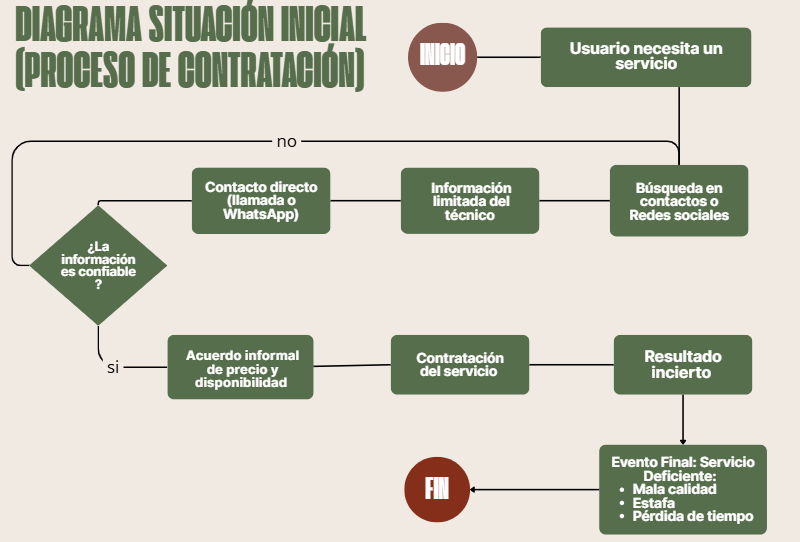 DIAGRAMA SITUACIÓN INICIAL
(PROCESO DE CONTRATACIÓN)
INICIO
Usuario necesita un
servicio
no
Búsqueda en
contactos o
Redes sociales
Información
limitada del
técnico
Contacto directo
(llamada o
WhatsApp)
¿La
información
es confiable
?
si
Acuerdo informal
de precio y
disponibilidad
Contratación
del servicio
Resultado
incierto
Evento Final: Servicio
Deficiente:
• Mala calidad
• Estafa
• Pérdida de tiempo
FIN